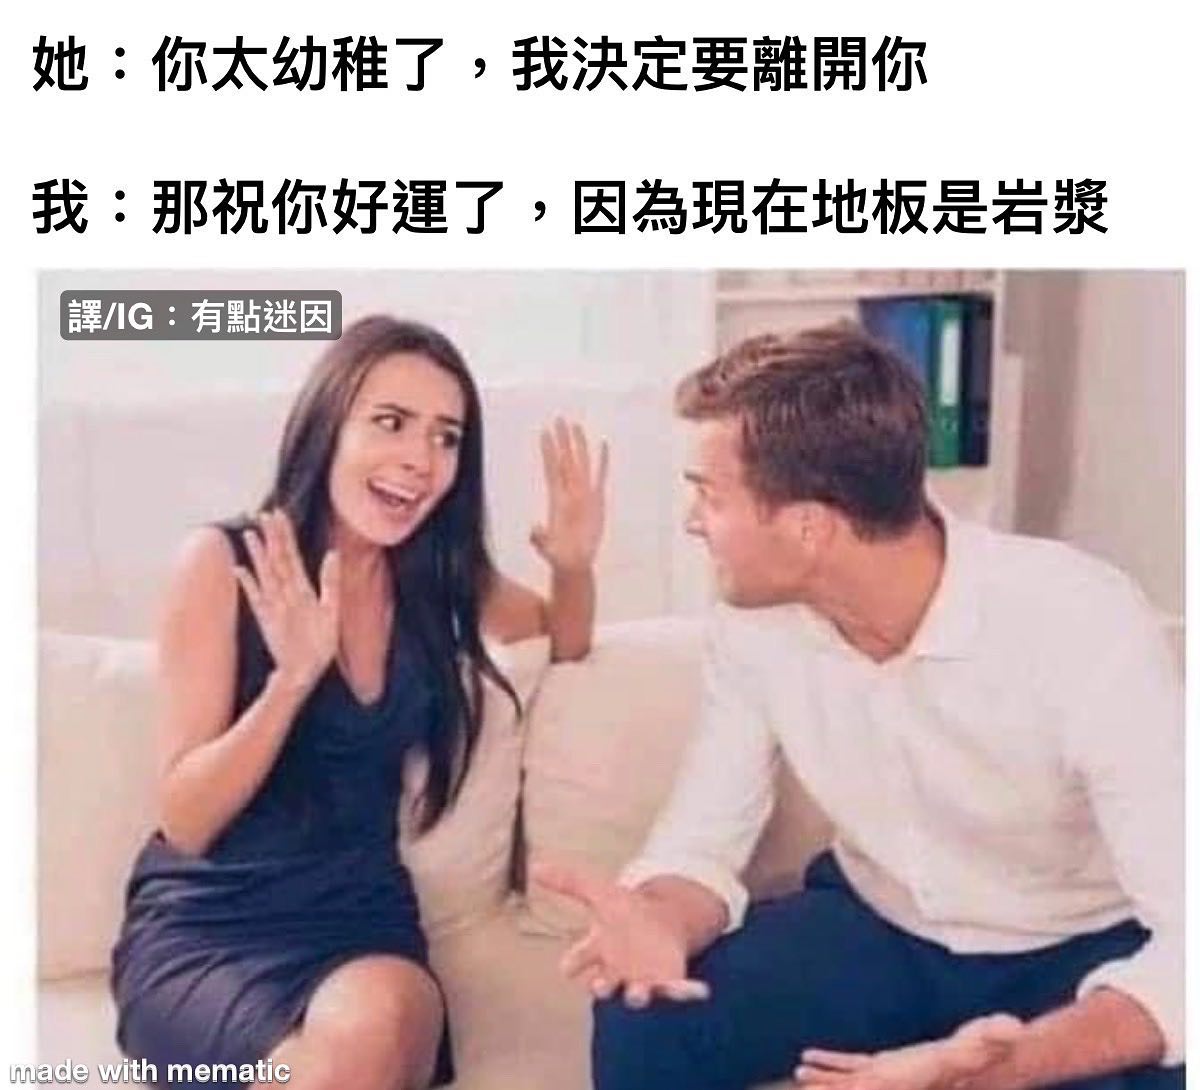 她：你太幼稚了，我決定要離開你
我：那祝你好運了，因為現在地板是岩漿
譯/IG：有點迷因
made with mematic